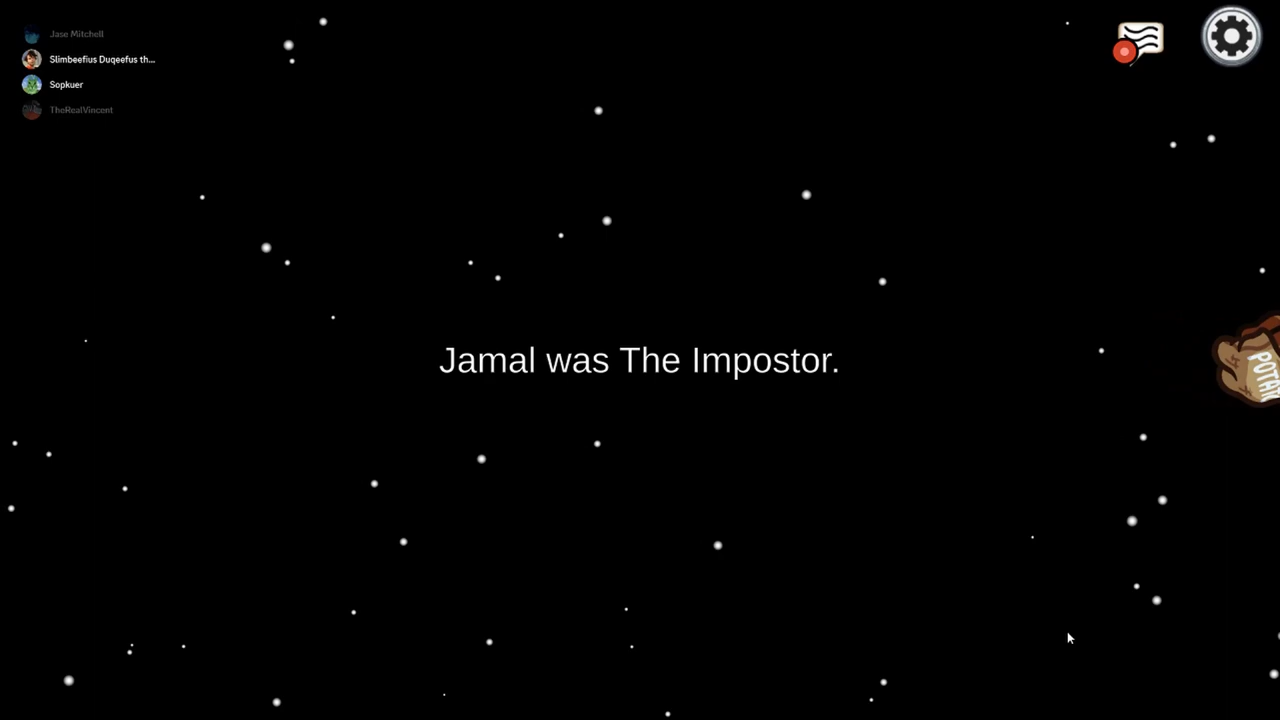 Jase Mitchell
Slimbeefius Duqeefus th...
Sopkuer
TheRealVincent
Jamal was The Impostor.